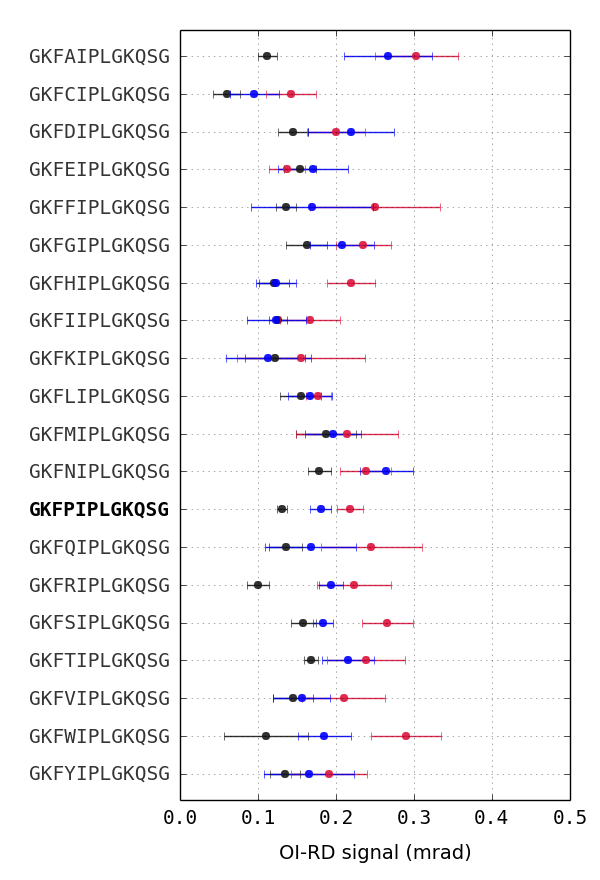 GKFAIPLGKQSG
GKFCIPLGKQSG
GKFDIPLGKQSG
GKFEIPLGKQSG
GKFFIPLGKQSG
GKFGIPLGKQSG
GKFHIPLGKQSG
GKFIIPLGKQSG
GKFKIPLGKQSG
GKFLIPLGKQSG
GKFMIPLGKQSG
GKFNIPLGKQSG
GKFPIPLGKQSG
GKFQIPLGKQSG
GKFRIPLGKQSG
GKFSIPLGKQSG
GKFTIPLGKQSG
GKFVIPLGKQSG
GKFWIPLGKQSG
GKFYIPLGKQSG
0.0 0.1 0.2 0.3 0.4 0.5
OI-RD signal (mrad)